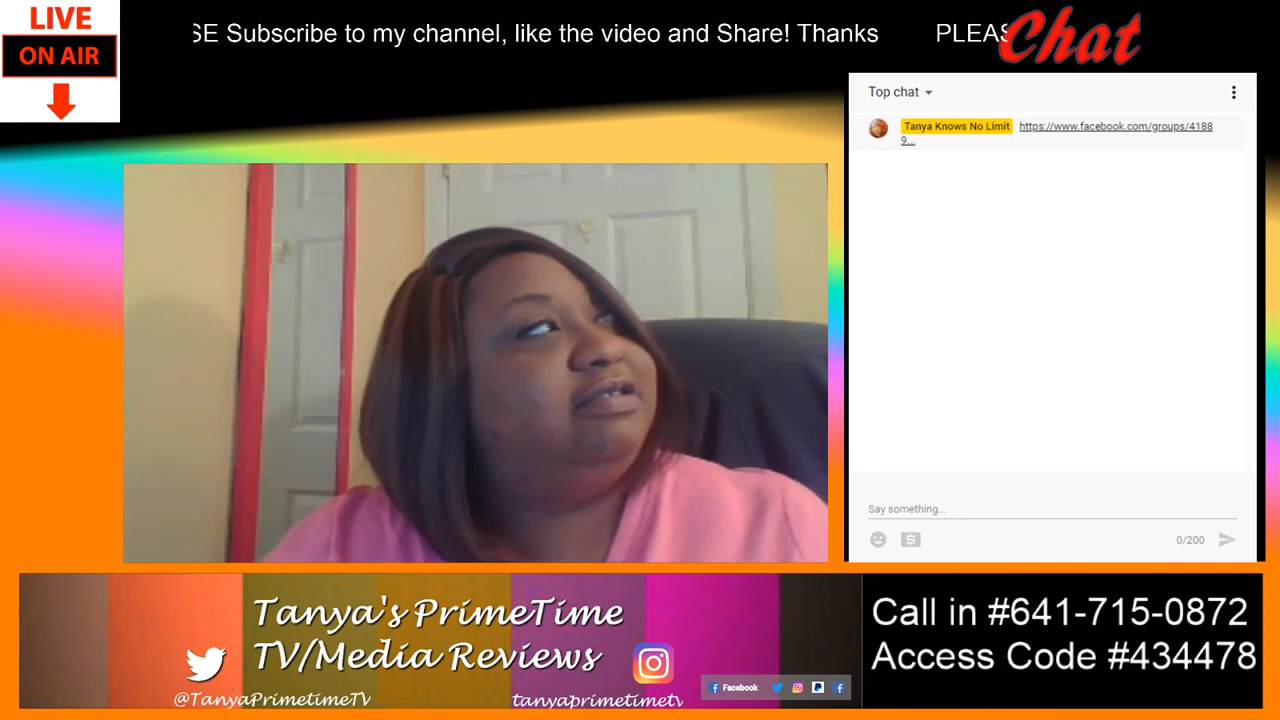 LIVE
ON AIR
SE Subscribe to my channel, like the video and Share! Thanks PLEAS
Chat
Top chat
Tanya Knows No Limit https://www.facebook.com/groups/4188
9...
Say something...
0/200
Tanya's PrimeTime
TV/Media Reviews
@TanyaPrimetimeTV
tanyaprimetimetv
Facebook
Call in #641-715-0872
Access Code #434478